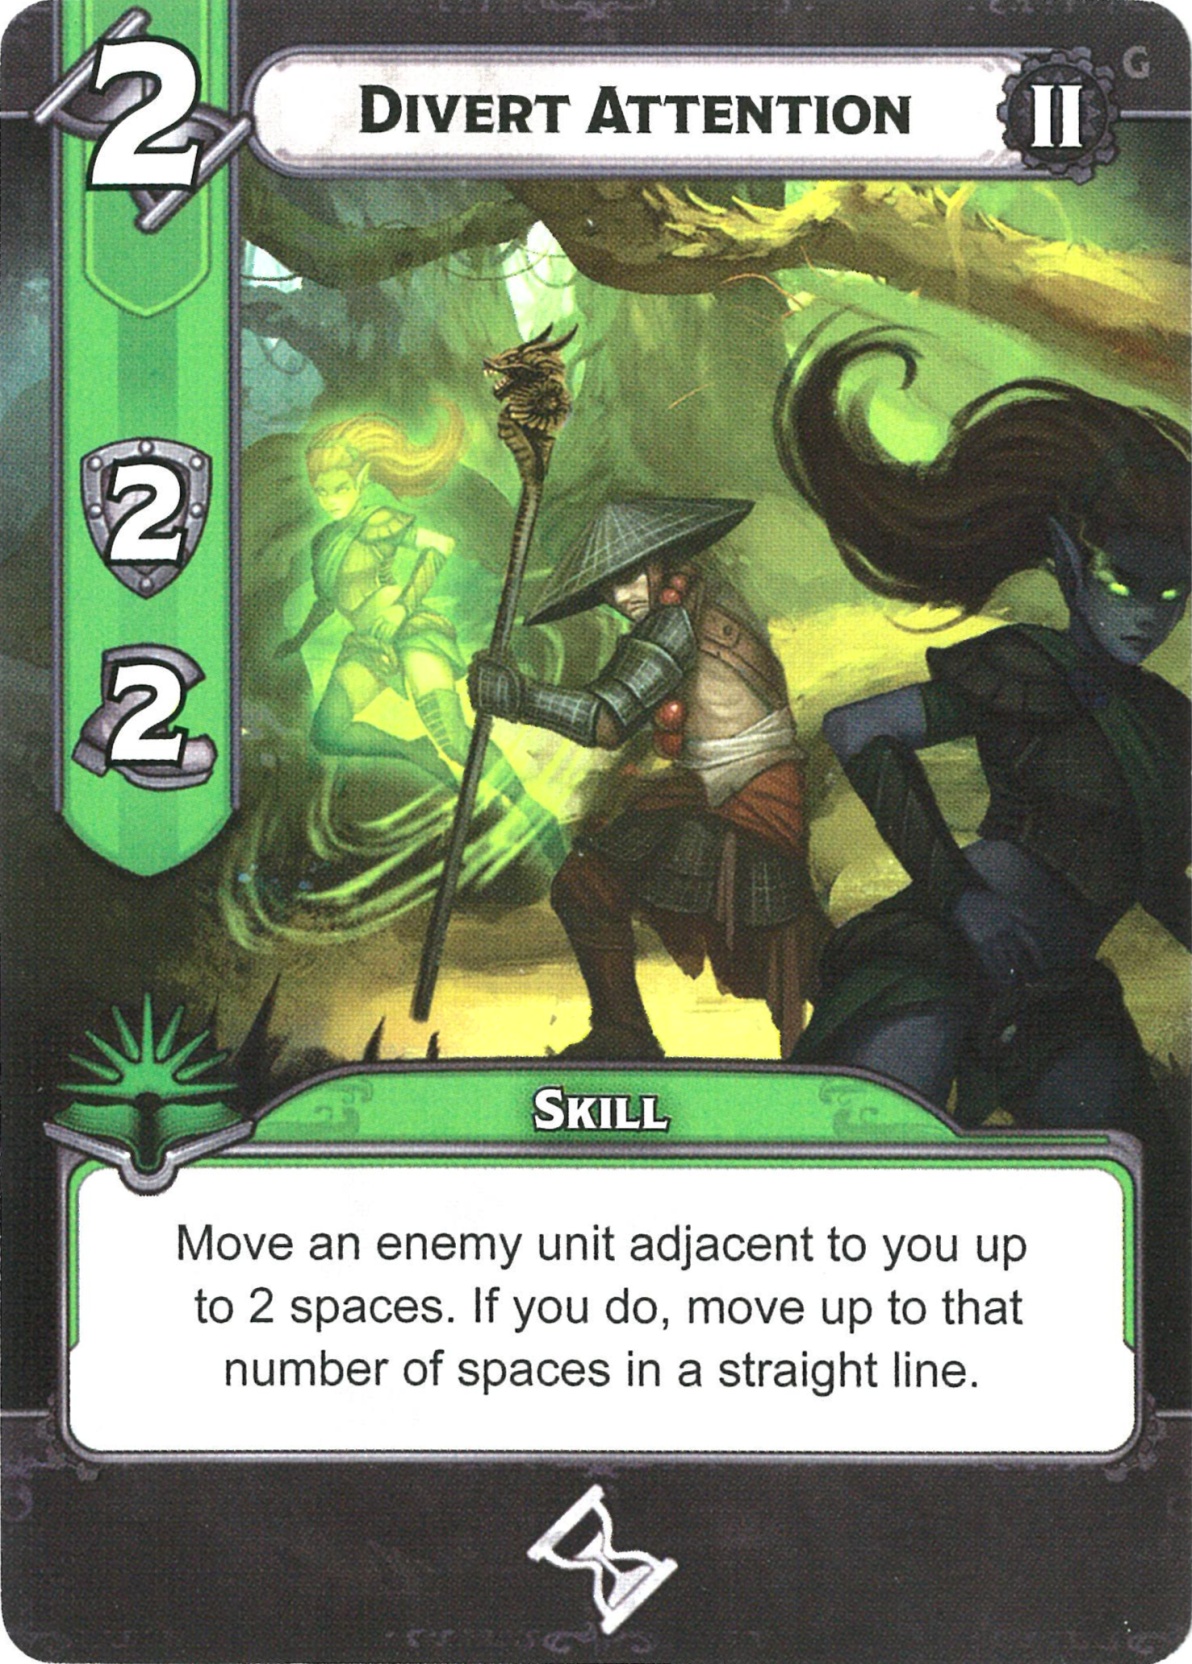 2
DIVERT ATTENTION
II
G
2
2
SKILL
Move an enemy unit adjacent to you up
to 2 spaces. If you do, move up to that
number of spaces in a straight line.